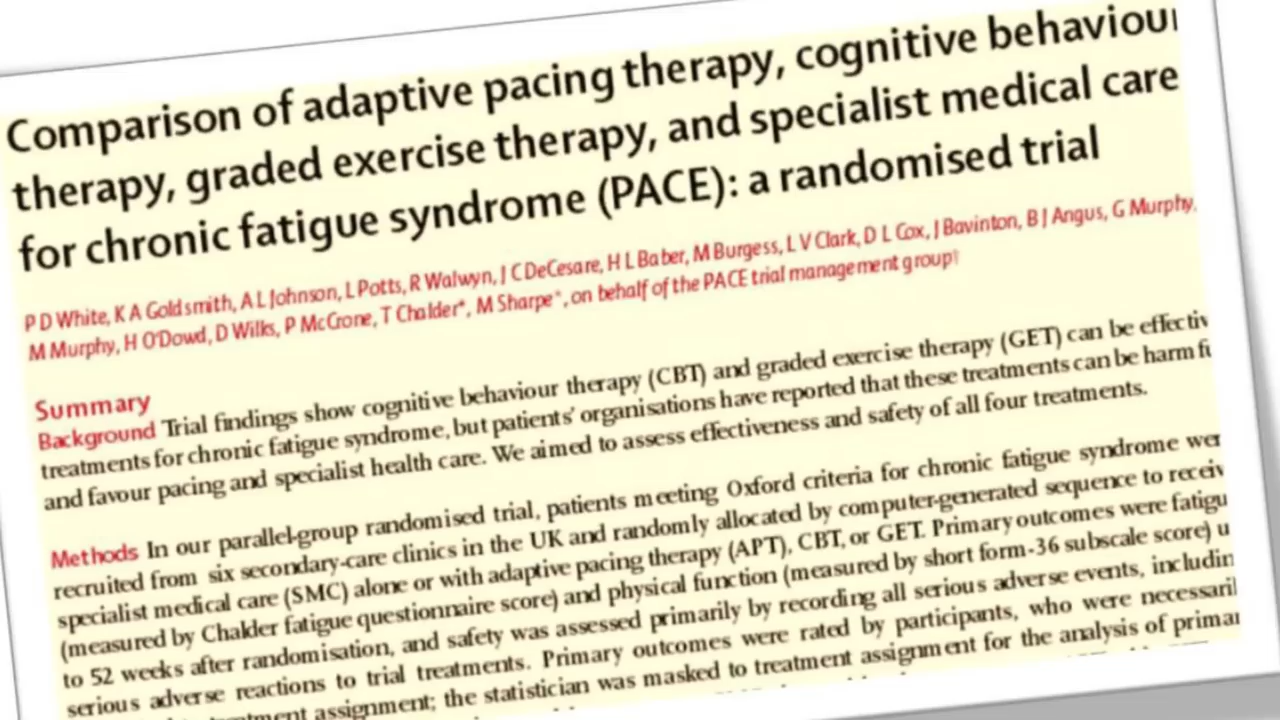 Comparison of adaptive pacing therapy, cognitive behaviour
therapy, graded exercise therapy, and specialist medical care
for chronic fatigue syndrome (PACE): a randomised trial
P D White, K A Goldsmith, A L Johnson, L Potts, R Walwyn, J C DeCesare, H L Baber, M Burgess, L V Clark, D L Cox, J Bavinton, B J Angus, G Murphy,
M Murphy, H O'Dowd, D Wilks, P McCrone, T Chalder*, M Sharpe*, on behalf of the PACE trial management group†
Summary
Background Trial findings show cognitive behaviour therapy (CBT) and graded exercise therapy (GET) can be effectiv
treatments for chronic fatigue syndrome, but patients' organisations have reported that these treatments can be harmfu
and favour pacing and specialist health care. We aimed to assess effectiveness and safety of all four treatments.
Methods In our parallel-group randomised trial, patients meeting Oxford criteria for chronic fatigue syndrome wer
recruited from six secondary-care clinics in the UK and randomly allocated by computer-generated sequence to receiv
specialist medical care (SMC) alone or with adaptive pacing therapy (APT), CBT, or GET. Primary outcomes were fatigu
(measured by Chalder fatigue questionnaire score) and physical function (measured by short form-36 subscale score) u
to 52 weeks after randomisation, and safety was assessed primarily by recording all serious adverse events, includin
serious adverse reactions to trial treatments. Primary outcomes were rated by participants, who were necessaril
treatment assignment; the statistician was masked to treatment assignment for the analysis of primar